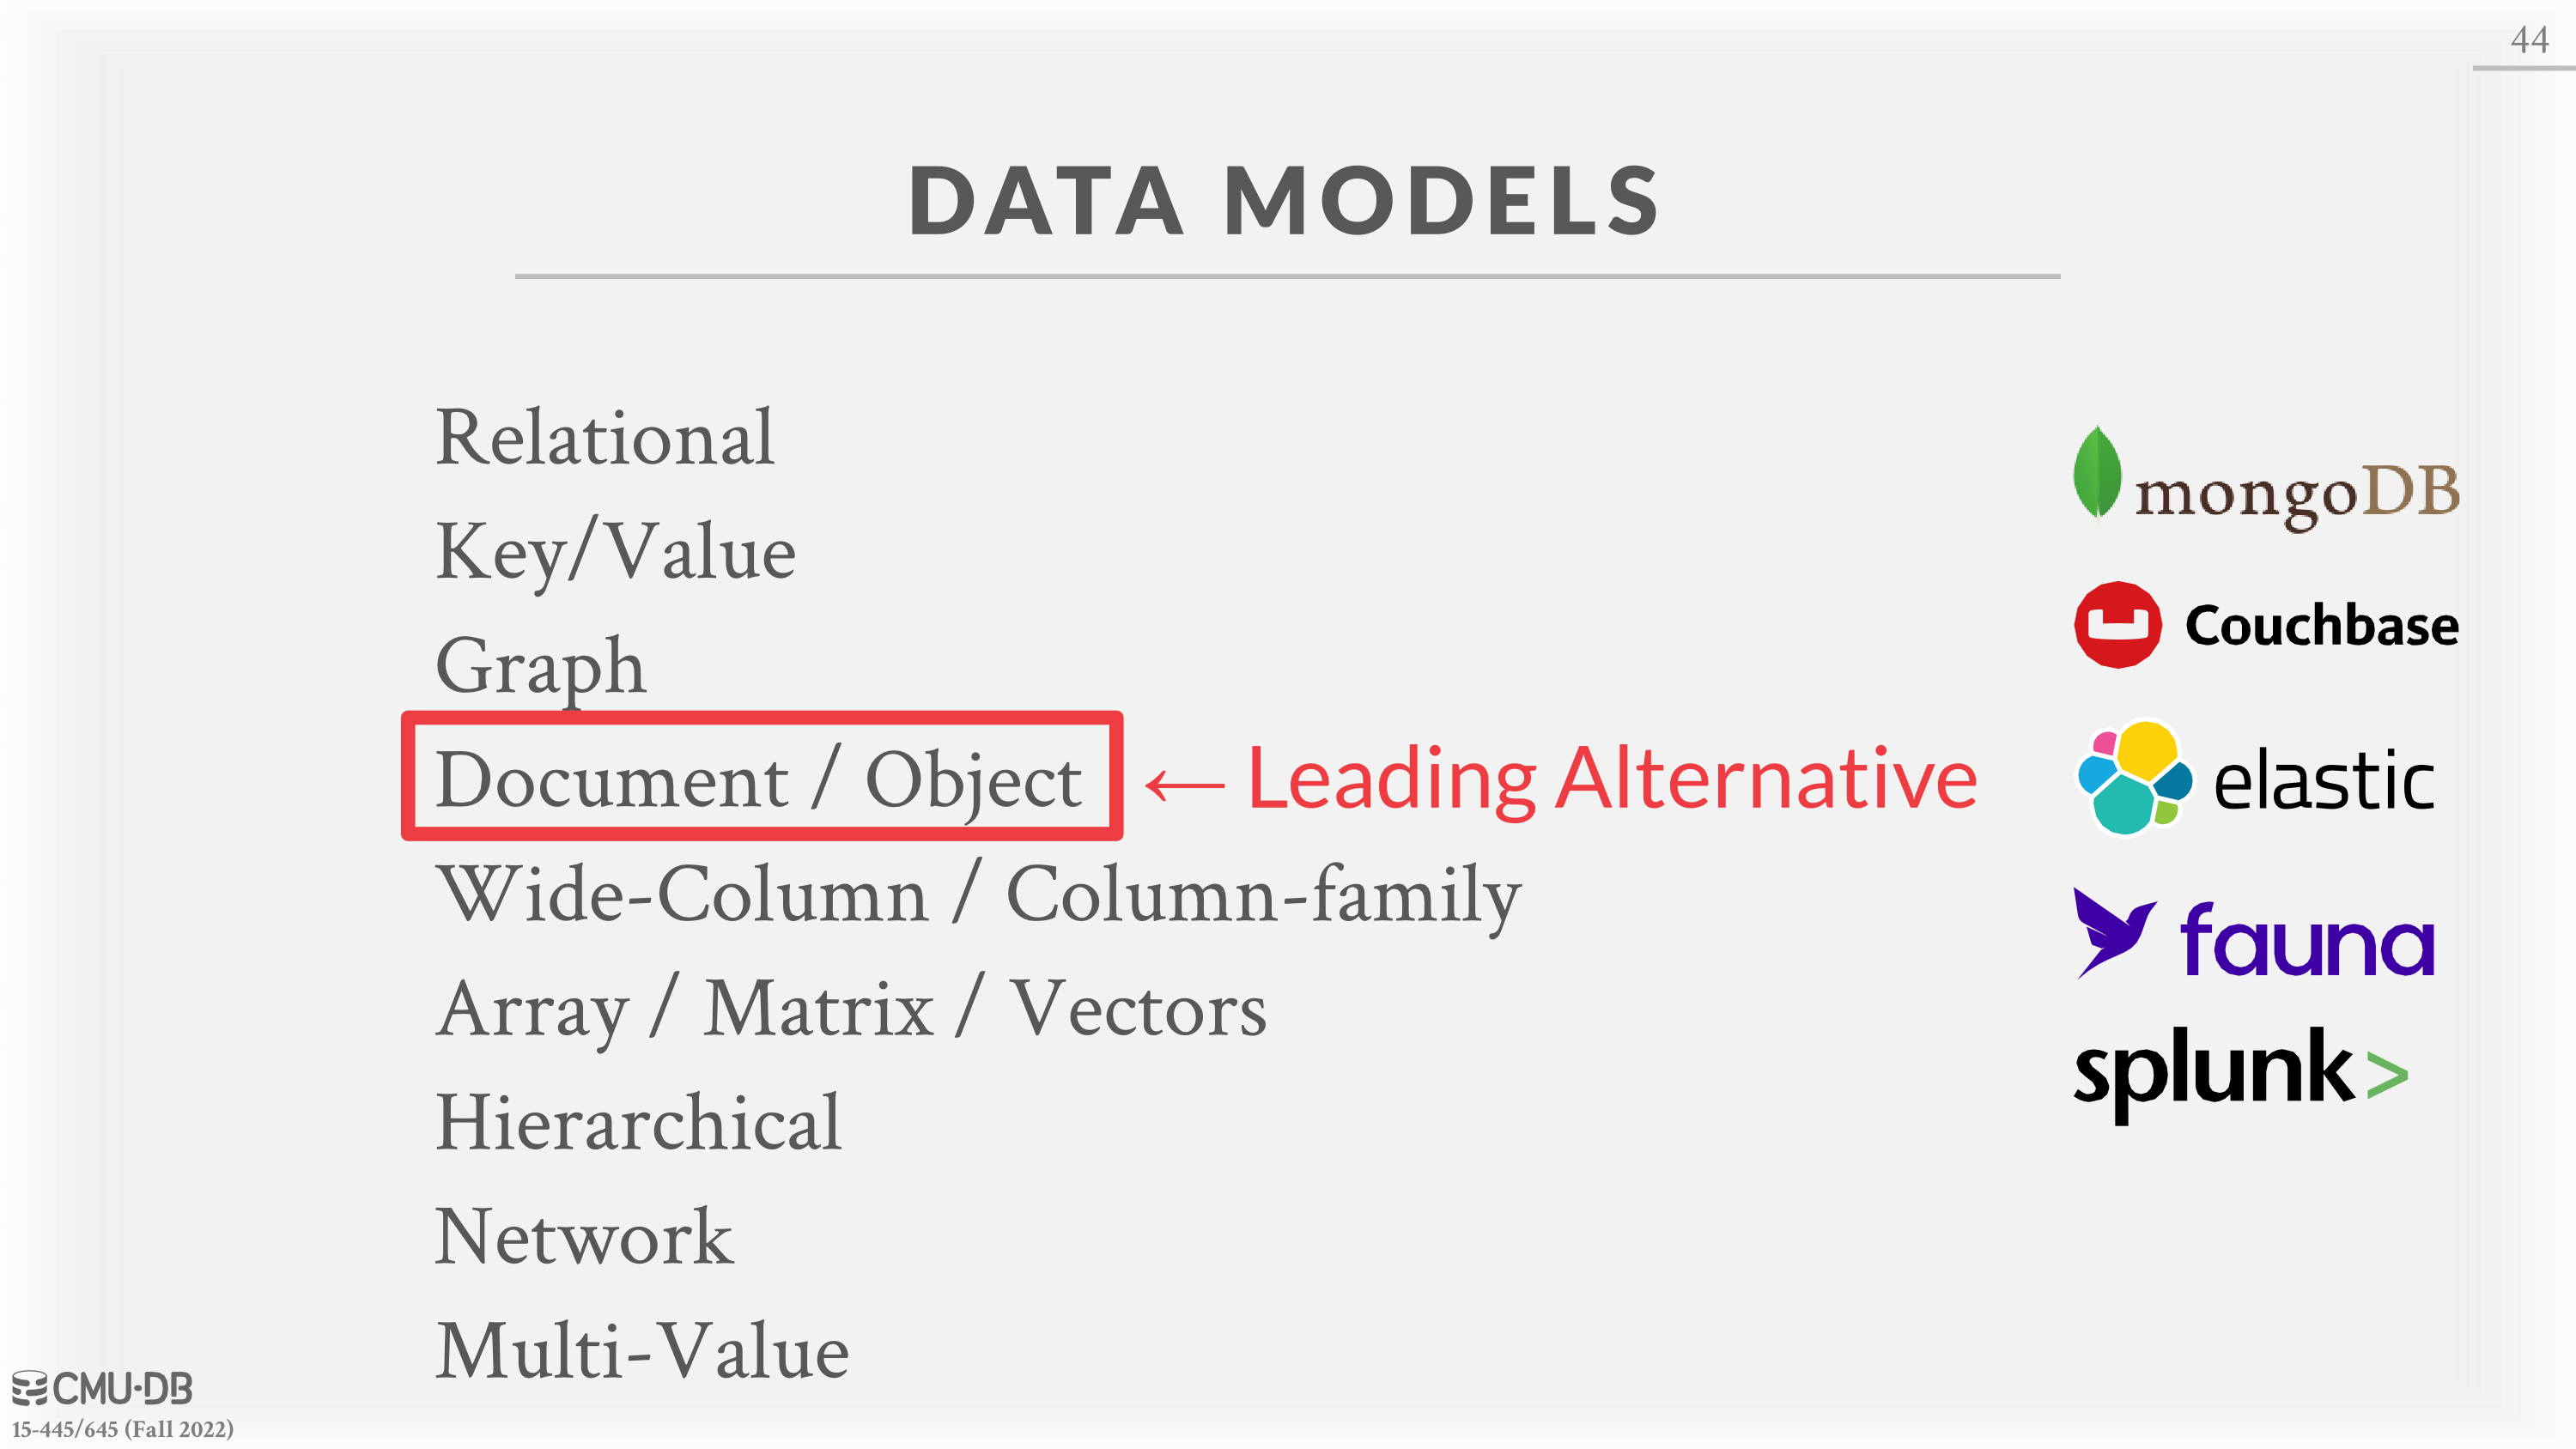 44
DATA MODELS
Relational
Key/Value
Graph
Document / Object
← Leading Alternative
Wide-Column / Column-family
Array / Matrix / Vectors
Hierarchical
Network
Multi-Value
mongoDB
Couchbase
elastic
fauna
splunk>
CMU·DB
15-445/645 (Fall 2022)